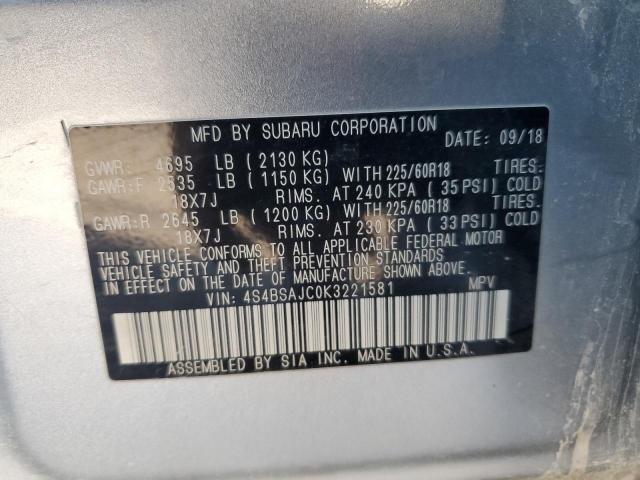 MFD BY SUBARU CORPORATION DATE: 09/18
GVWR: 4695 LB (2130 KG)
GAWR:F 2535 LB (1150 KG) WITH 225/60R18 TIRES.
18X7J RIMS. AT 240 KPA (35 PSI) COLD
GAWR:R 2645 LB (1200 KG) WITH 225/60R18 TIRES.
18X7J RIMS. AT 230 KPA (33 PSI) COLD
THIS VEHICLE CONFORMS TO ALL APPLICABLE FEDERAL MOTOR
VEHICLE SAFETY AND THEFT PREVENTION STANDARDS
IN EFFECT ON THE DATE OF MANUFACTURE SHOWN ABOVE.
VIN: 4S4BSAJC0K3221581 MPV
ASSEMBLED BY SIA INC. MADE IN U.S.A.